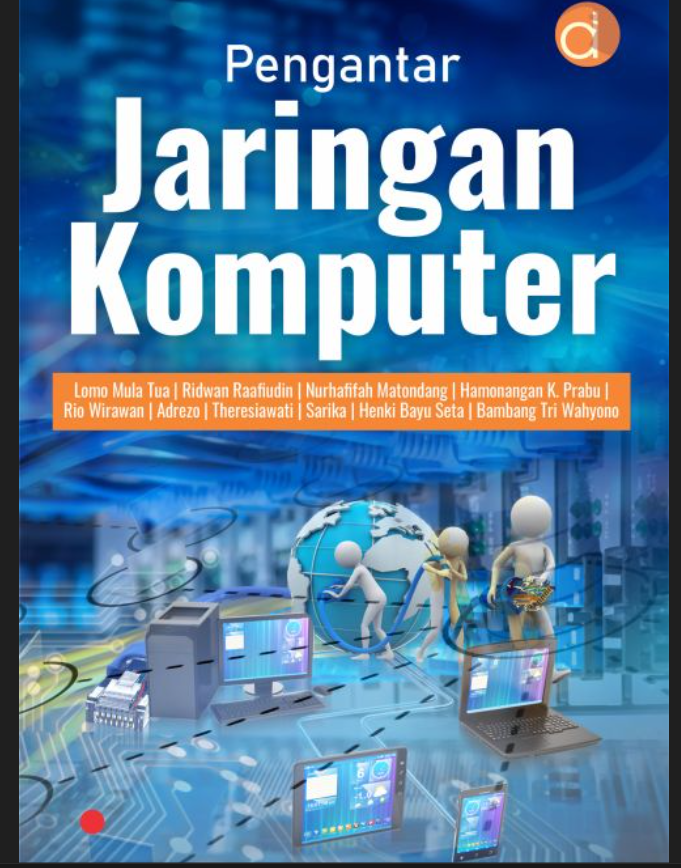 Pengantar
Jaringan
Komputer
Lomo Mula Tua | Ridwan Raafiudin | Nurhafifah Matondang | Hamonangan K. Prabu |
Rio Wirawan | Adrezo | Theresiawati | Sarika | Henki Bayu Seta | Bambang Tri Wahyono